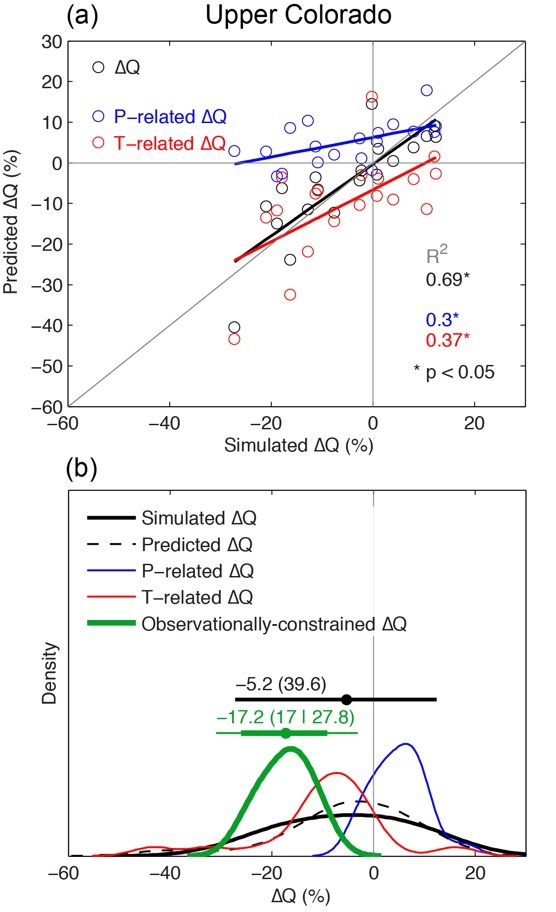 (a) Upper Colorado
30
20
10
0
−10
−20
−30
−40
−50
−60
Predicted ΔQ (%)
ΔQ
P−related ΔQ
T−related ΔQ
R2
0.69*
0.3*
0.37*
* p < 0.05
−60 −40 −20 0 20
Simulated ΔQ (%)
(b)
Simulated ΔQ
Predicted ΔQ
P−related ΔQ
T−related ΔQ
Observationally-constrained ΔQ
Density
−5.2 (39.6)
−17.2 (17 | 27.8)
−60 −40 −20 0 20
ΔQ (%)